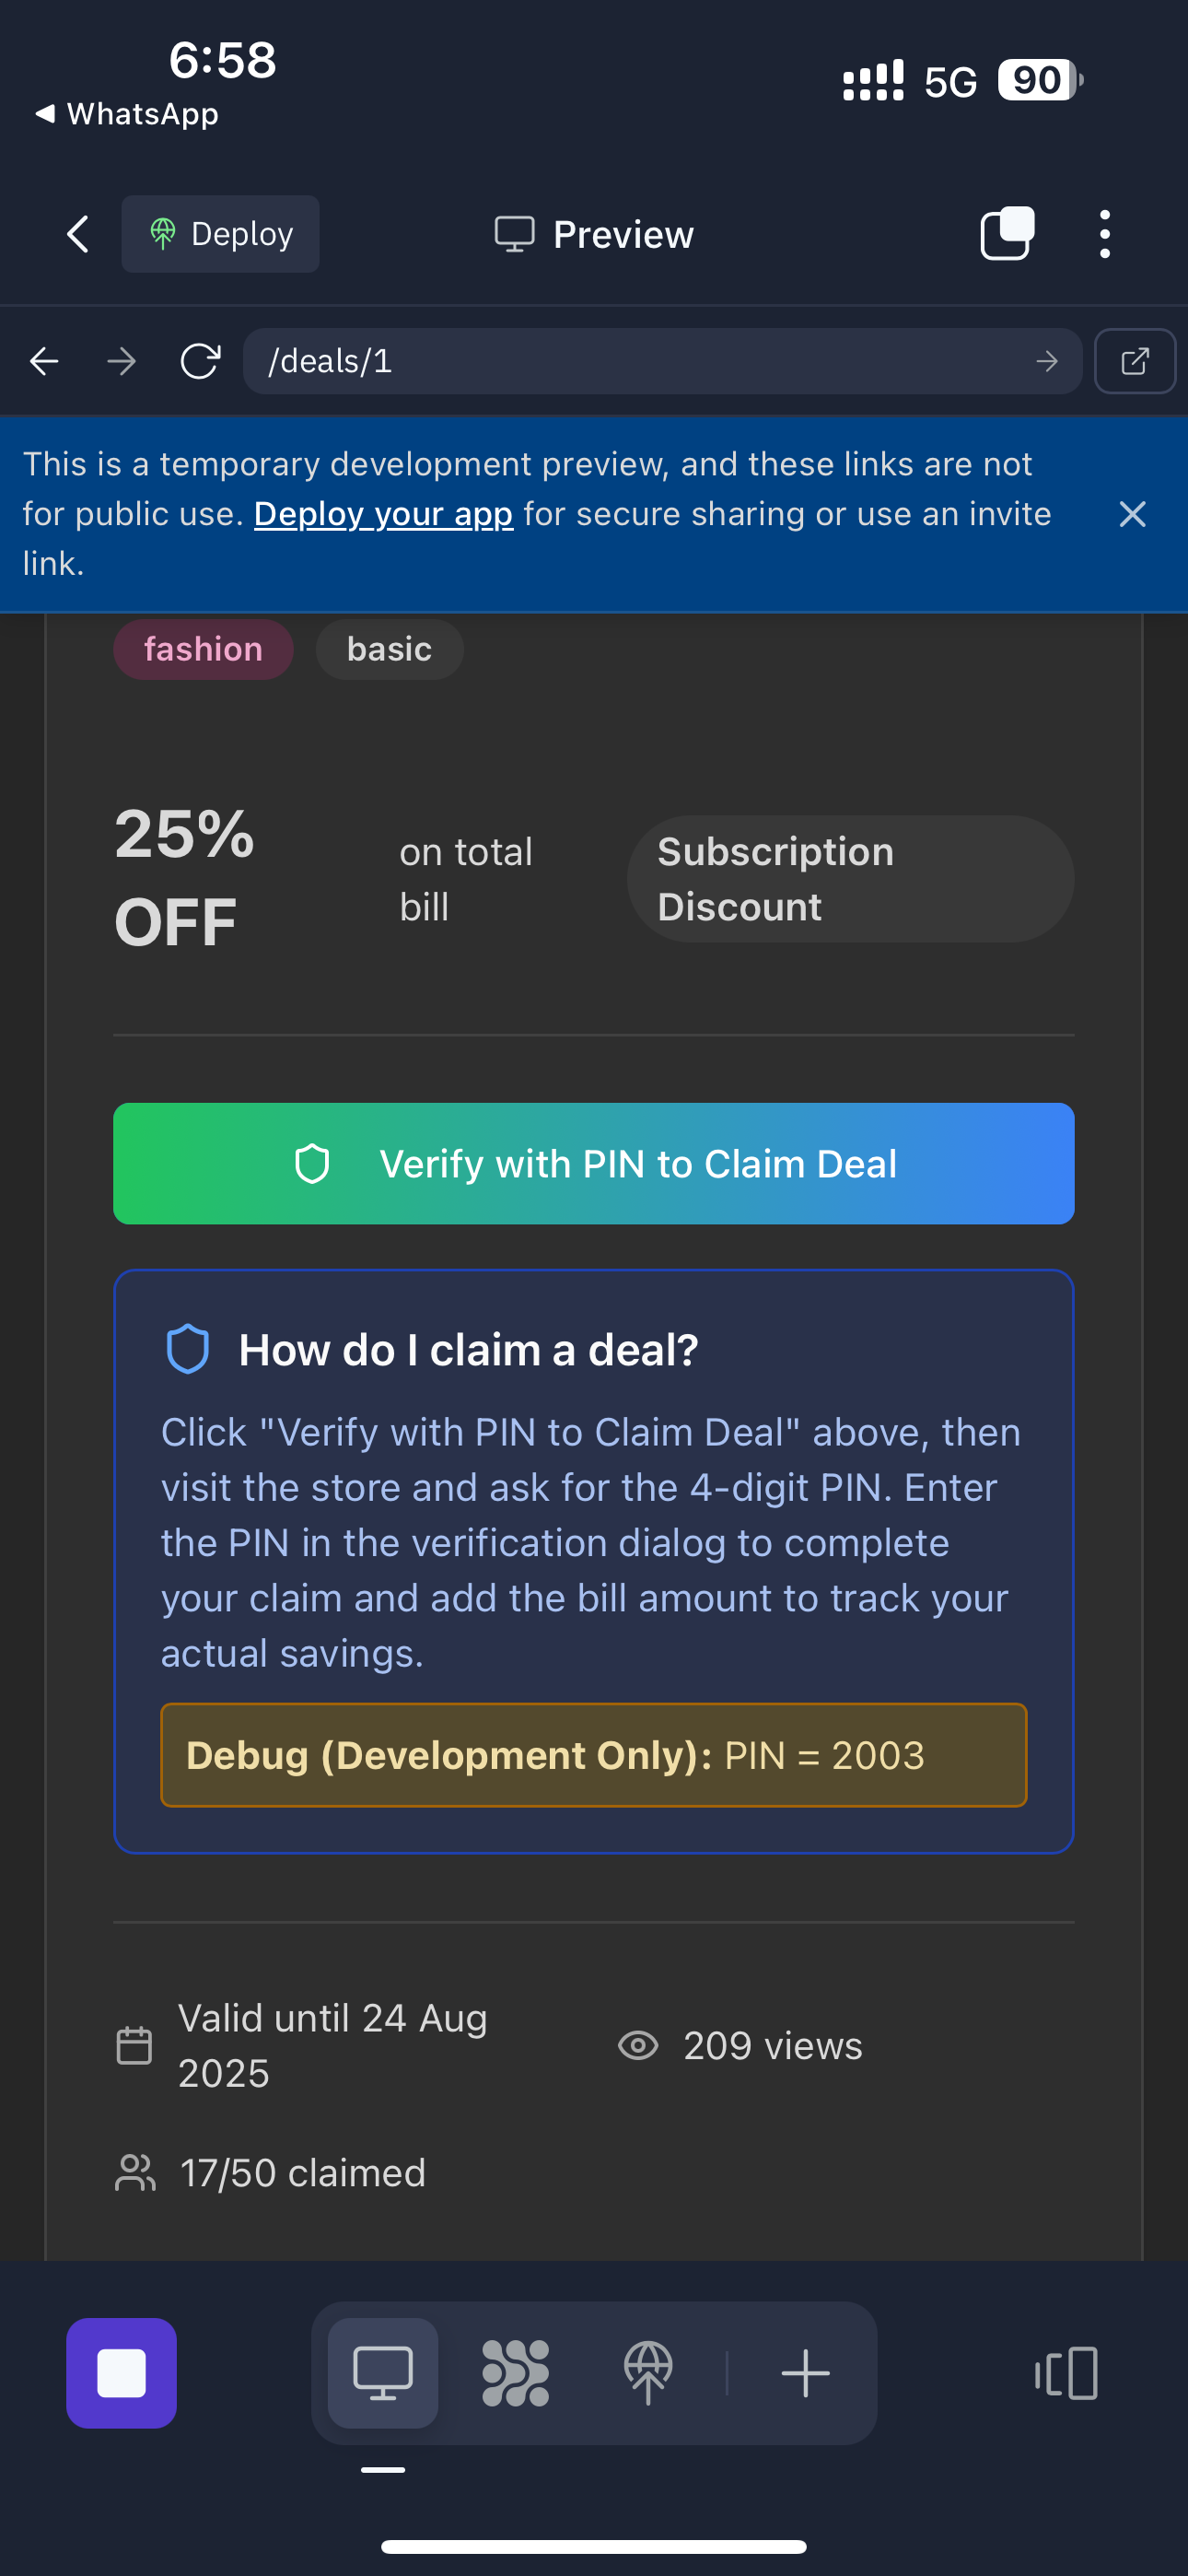 6:58
WhatsApp
5G
90
Deploy
Preview
/deals/1
This is a temporary development preview, and these links are not
for public use. Deploy your app for secure sharing or use an invite
link.
fashion
basic
25%
OFF
on total
bill
Subscription
Discount
Verify with PIN to Claim Deal
How do I claim a deal?
Click "Verify with PIN to Claim Deal" above, then
visit the store and ask for the 4-digit PIN. Enter
the PIN in the verification dialog to complete
your claim and add the bill amount to track your
actual savings.
Debug (Development Only): PIN = 2003
Valid until 24 Aug
2025
209 views
17/50 claimed